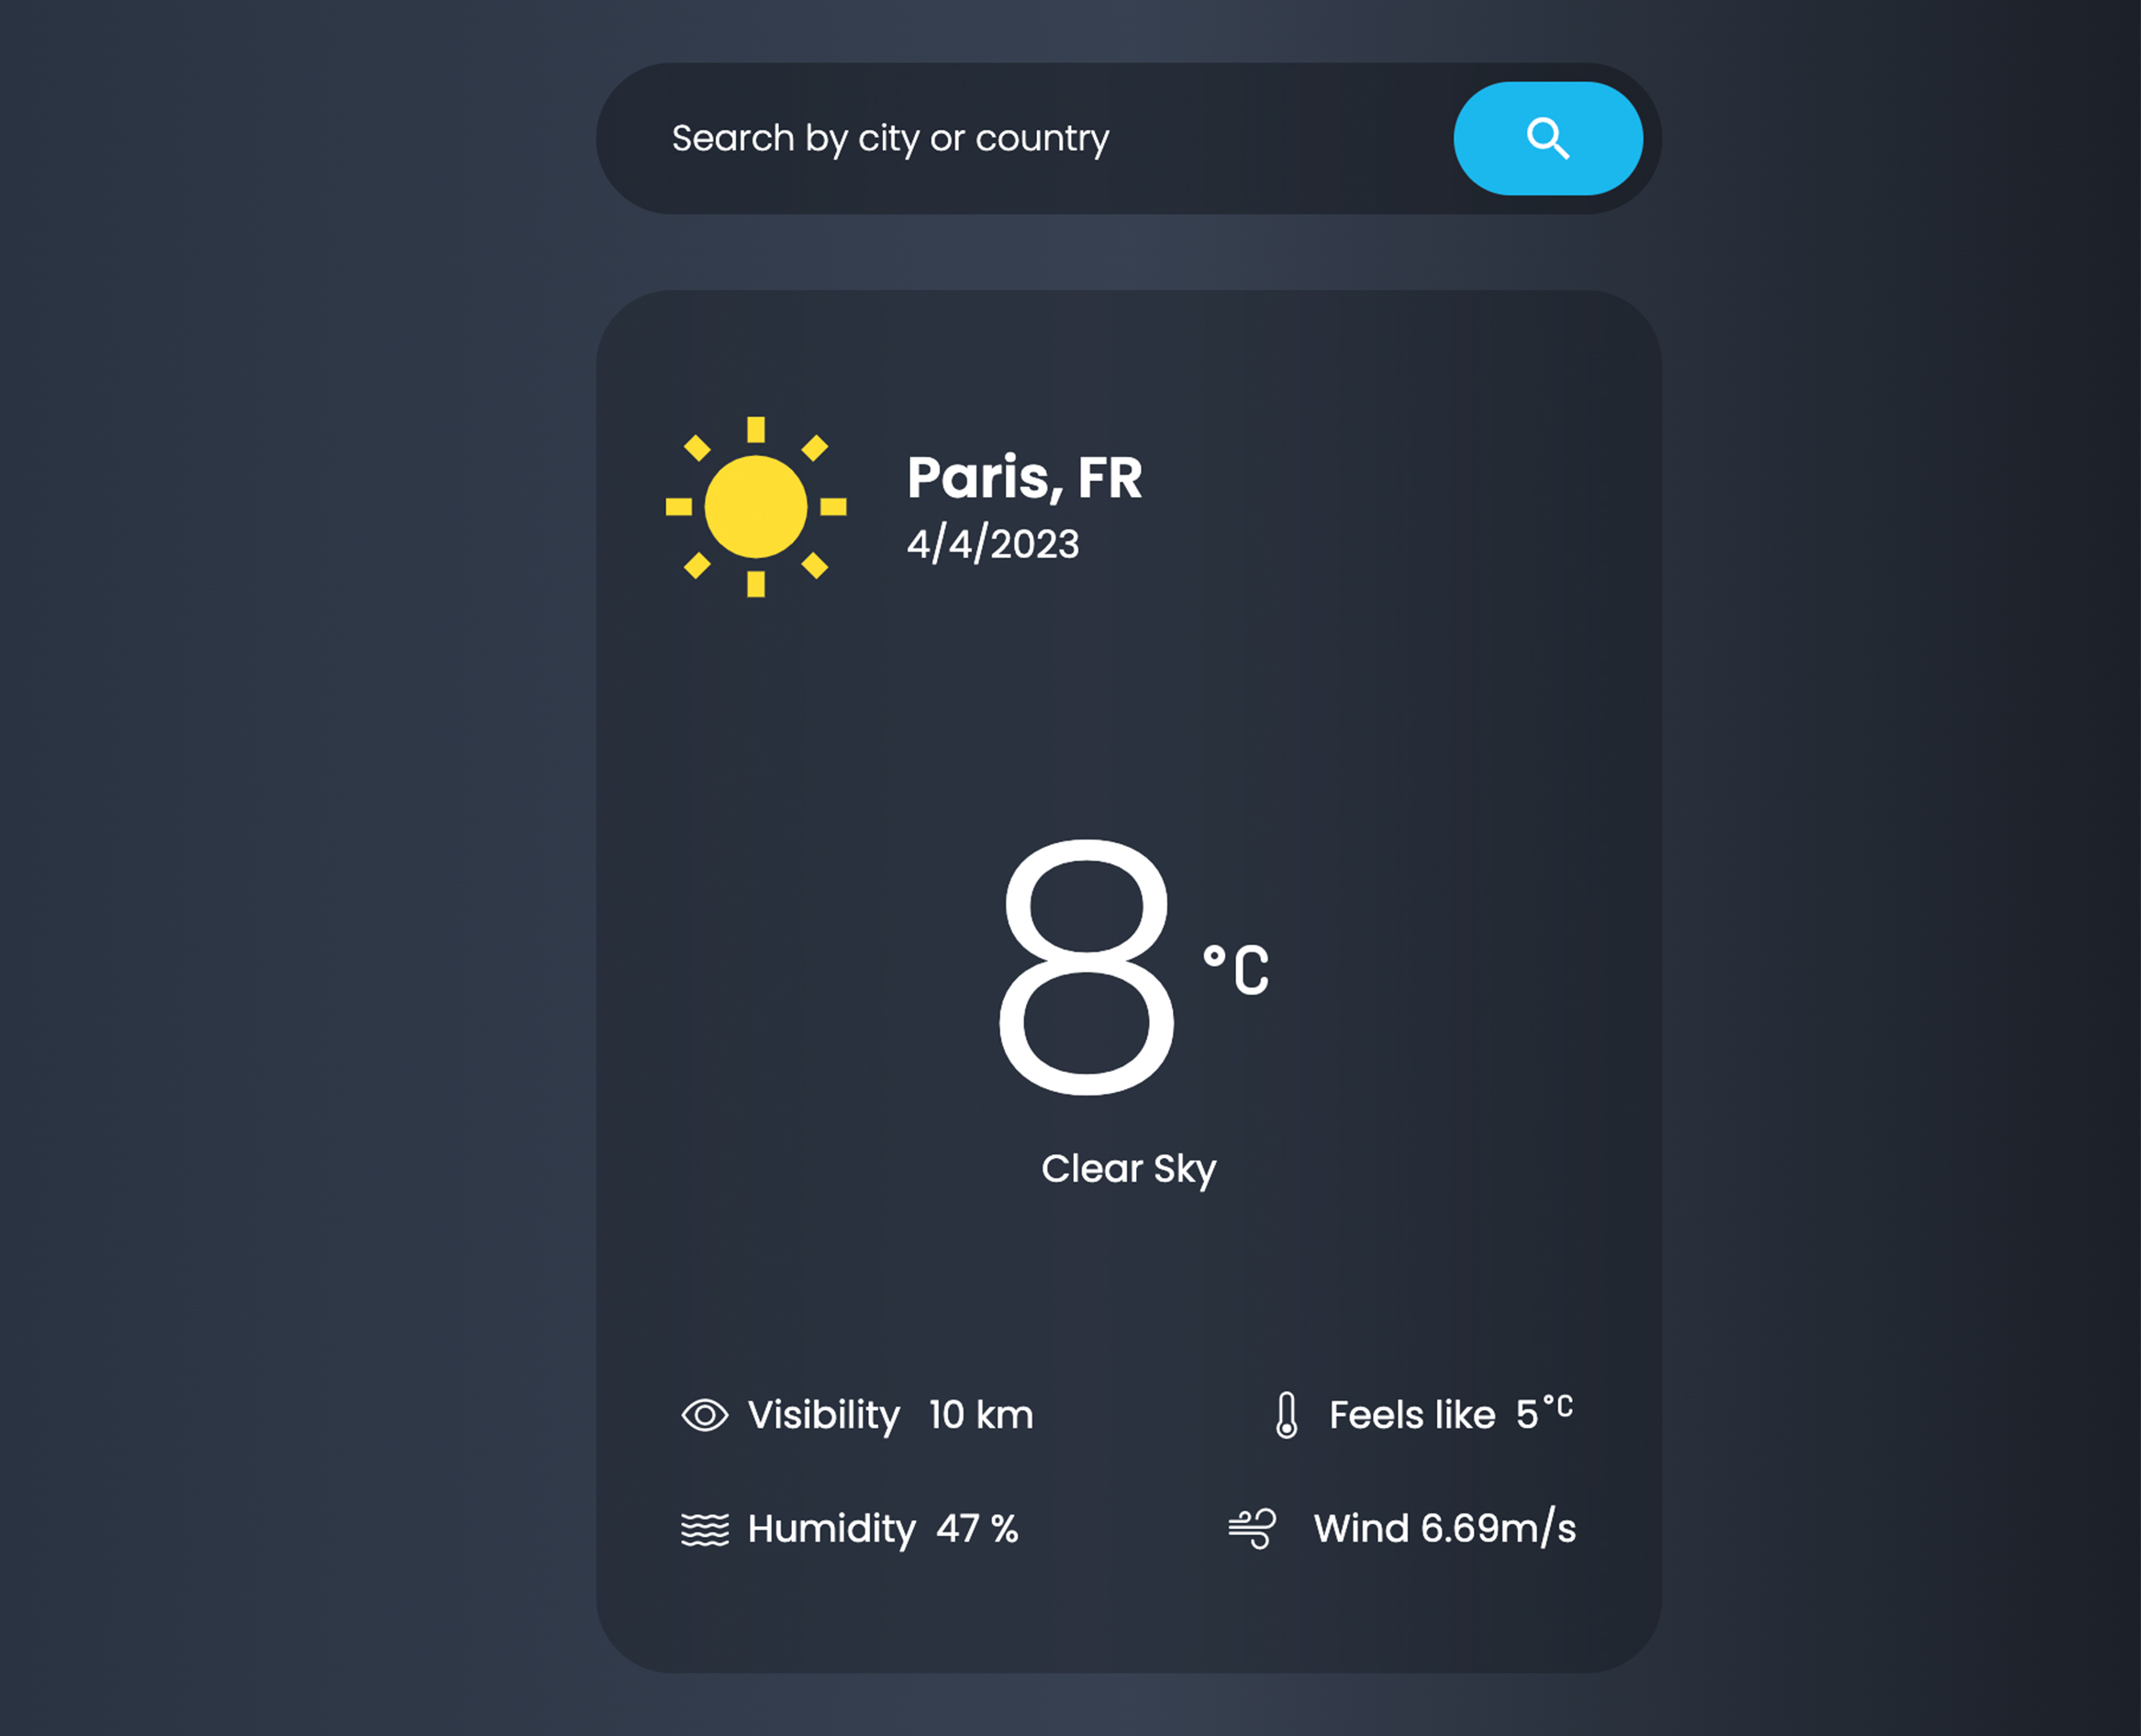 Search by city or country
Paris, FR
4/4/2023
8 °C
Clear Sky
Visibility 10 km
Feels like 5°C
Humidity 47 %
Wind 6.69m/s